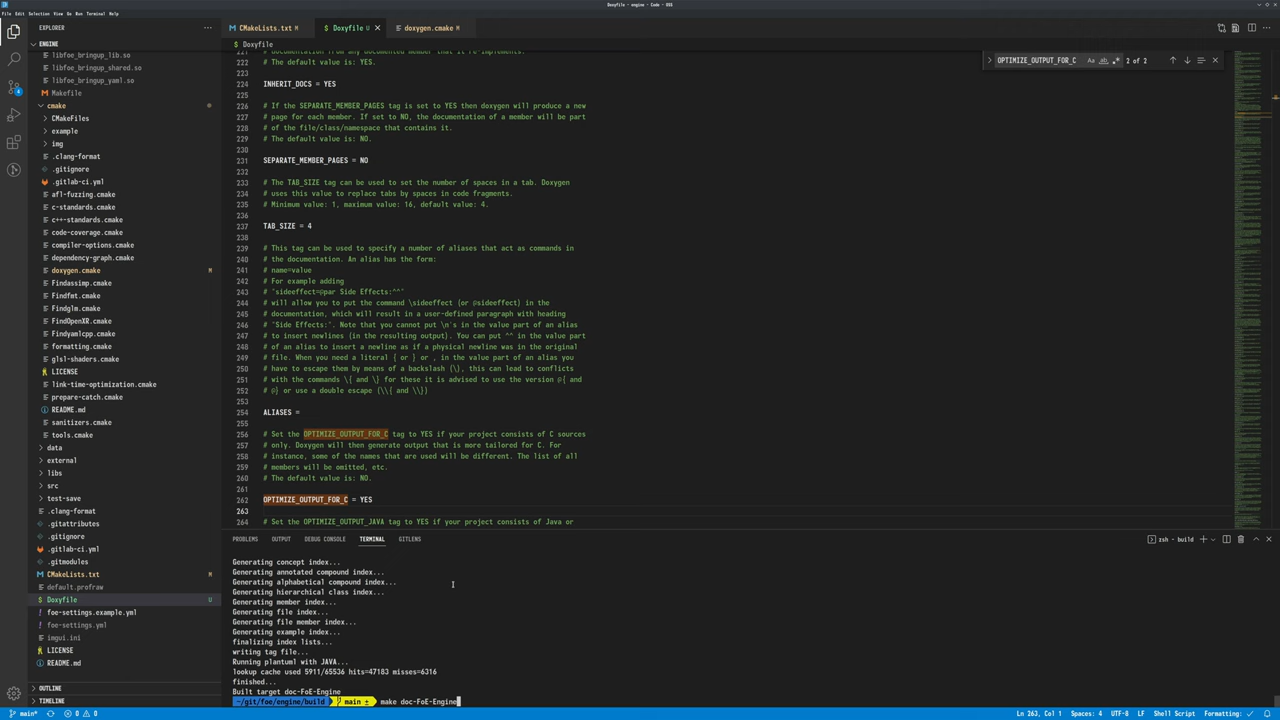 Doxyfile - engine - Code - OSS
File Edit Selection View Go Run Terminal Help
EXPLORER
CMakeLists.txt M
Doxyfile U
doxygen.cmake M
ENGINE
Doxyfile
libfoe_bringup_lib.so
libfoe_bringup_shared.so
libfoe_bringup_yaml.so
Makefile
cmake
CMakeFiles
example
img
.clang-format
.gitignore
.gitlab-ci.yml
afl-fuzzing.cmake
c-standards.cmake
c++-standards.cmake
code-coverage.cmake
compiler-options.cmake
dependency-graph.cmake
doxygen.cmake M
Findassimp.cmake
Findfmt.cmake
Findglm.cmake
FindOpenXR.cmake
Findyamlcpp.cmake
formatting.cmake
glsl-shaders.cmake
LICENSE
link-time-optimization.cmake
prepare-catch.cmake
README.md
sanitizers.cmake
tools.cmake
data
external
libs
src
test-save
.clang-format
.gitattributes
.gitignore
.gitlab-ci.yml
.gitmodules
CMakeLists.txt M
default.profraw
Doxyfile U
foe-settings.example.yml
foe-settings.yml
imgui.ini
LICENSE
README.md
OUTLINE
TIMELINE
OPTIMIZE_OUTPUT_FOR_C 2 of 2
221 # documentation from any documented member that it re-implements.
222 # The default value is: YES.
223
224 INHERIT_DOCS = YES
225
226 # If the SEPARATE_MEMBER_PAGES tag is set to YES then doxygen will produce a new
227 # page for each member. If set to NO, the documentation of a member will be part
228 # of the file/class/namespace that contains it.
229 # The default value is: NO.
230
231 SEPARATE_MEMBER_PAGES = NO
232
233 # The TAB_SIZE tag can be used to set the number of spaces in a tab. Doxygen
234 # uses this value to replace tabs by spaces in code fragments.
235 # Minimum value: 1, maximum value: 16, default value: 4.
236
237 TAB_SIZE = 4
238
239 # This tag can be used to specify a number of aliases that act as commands in
240 # the documentation. An alias has the form:
241 # name=value
242 # For example adding
243 # "sideeffect=@par Side Effects:^^"
244 # will allow you to put the command \sideeffect (or @sideeffect) in the
245 # documentation, which will result in a user-defined paragraph with heading
246 # "Side Effects:". Note that you cannot put \n's in the value part of an alias
247 # to insert newlines (in the resulting output). You can put ^^ in the value part
248 # of an alias to insert a newline as if a physical newline was in the original
249 # file. When you need a literal { or } or , in the value part of an alias you
250 # have to escape them by means of a backslash (\), this can lead to conflicts
251 # with the commands \{ and \} for these it is advised to use the version @{ and
252 # @} or use a double escape (\\{ and \\})
253
254 ALIASES =
255
256 # Set the OPTIMIZE_OUTPUT_FOR_C tag to YES if your project consists of C sources
257 # only. Doxygen will then generate output that is more tailored for C. For
258 # instance, some of the names that are used will be different. The list of all
259 # members will be omitted, etc.
260 # The default value is: NO.
261
262 OPTIMIZE_OUTPUT_FOR_C = YES
263
264 # Set the OPTIMIZE_OUTPUT_JAVA tag to YES if your project consists of Java or
PROBLEMS OUTPUT DEBUG CONSOLE TERMINAL GITLENS
zsh - build
Generating concept index...
Generating annotated compound index...
Generating alphabetical compound index...
Generating hierarchical class index...
Generating member index...
Generating file index...
Generating file member index...
Generating example index...
finalizing index lists...
writing tag file...
Running plantuml with JAVA...
lookup cache used 5911/65536 hits=47183 misses=6316
finished...
Built target doc-FoE-Engine
~/git/foe/engine/build main ± make doc-FoE-Engine
main* 0 0 Ln 263, Col 1 Spaces: 4 UTF-8 LF Shell Script Formatting: ✓